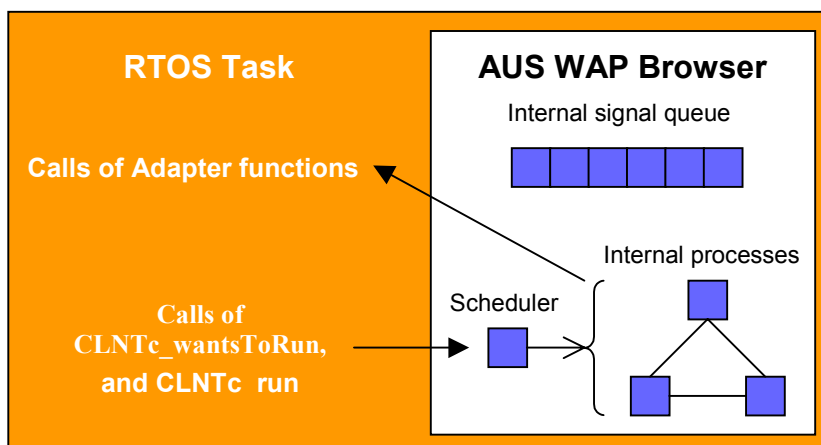 RTOS Task
AUS WAP Browser
Internal signal queue
Calls of Adapter functions
Internal processes
Scheduler
Calls of
CLNTc_wantsToRun,
and CLNTc run